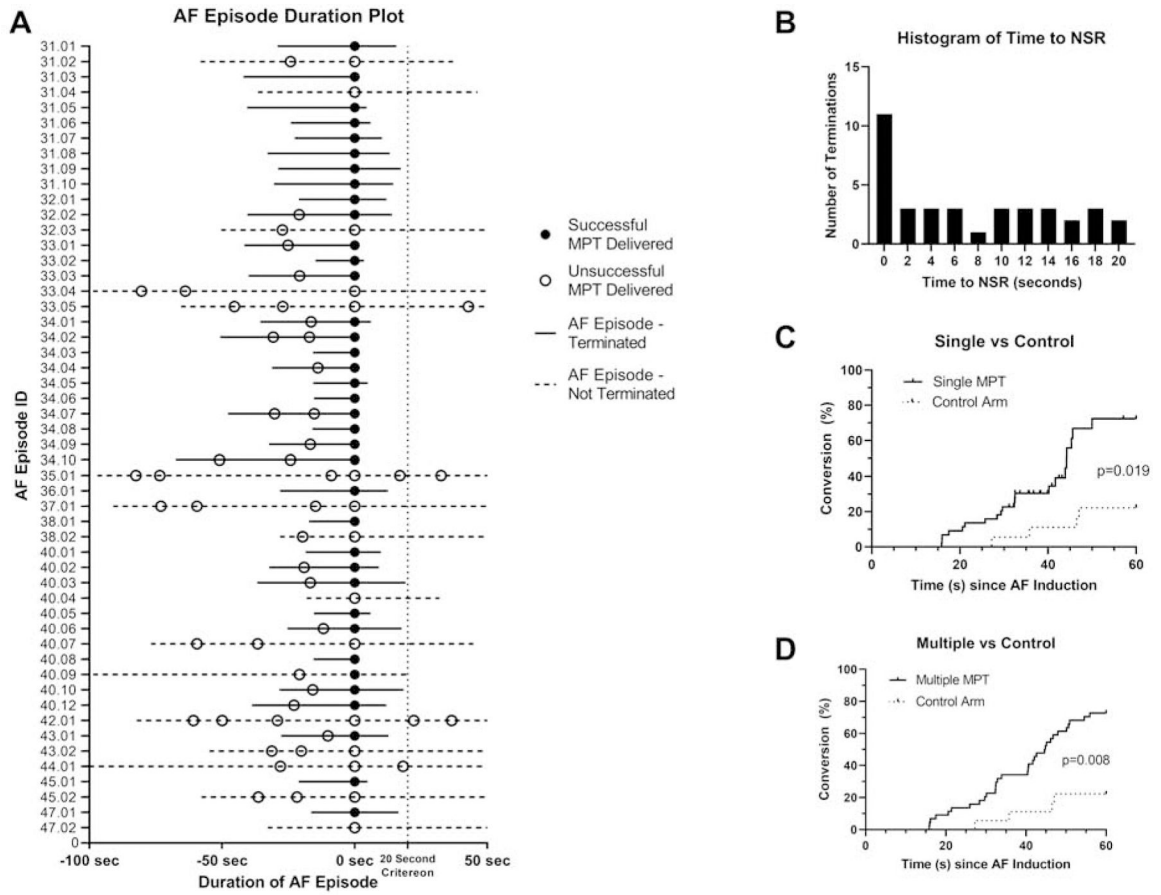 A
AF Episode Duration Plot
AF Episode ID
31.01
31.02
31.03
31.04
31.05
31.06
31.07
31.08
31.09
31.10
32.01
32.02
32.03
33.01
33.02
33.03
33.04
33.05
34.01
34.02
34.03
34.04
34.05
34.06
34.07
34.08
34.09
34.10
35.01
36.01
37.01
38.01
38.02
40.01
40.02
40.03
40.04
40.05
40.06
40.07
40.08
40.09
40.10
40.12
42.01
43.01
43.02
44.01
45.01
45.02
47.01
47.02
0
-100 sec
-50 sec
0 sec
20 Second
Critereon
50 sec
Duration of AF Episode
Successful
MPT Delivered
Unsuccessful
MPT Delivered
AF Episode -
Terminated
AF Episode -
Not Terminated
B
Histogram of Time to NSR
Number of Terminations
15
10
5
0
0 2 4 6 8 10 12 14 16 18 20
Time to NSR (seconds)
C
Single vs Control
Conversion (%)
100
80
60
40
20
0
Single MPT
Control Arm
p=0.019
0 20 40 60
Time (s) since AF Induction
D
Multiple vs Control
Conversion (%)
100
80
60
40
20
0
Multiple MPT
Control Arm
p=0.008
0 20 40 60
Time (s) since AF Induction